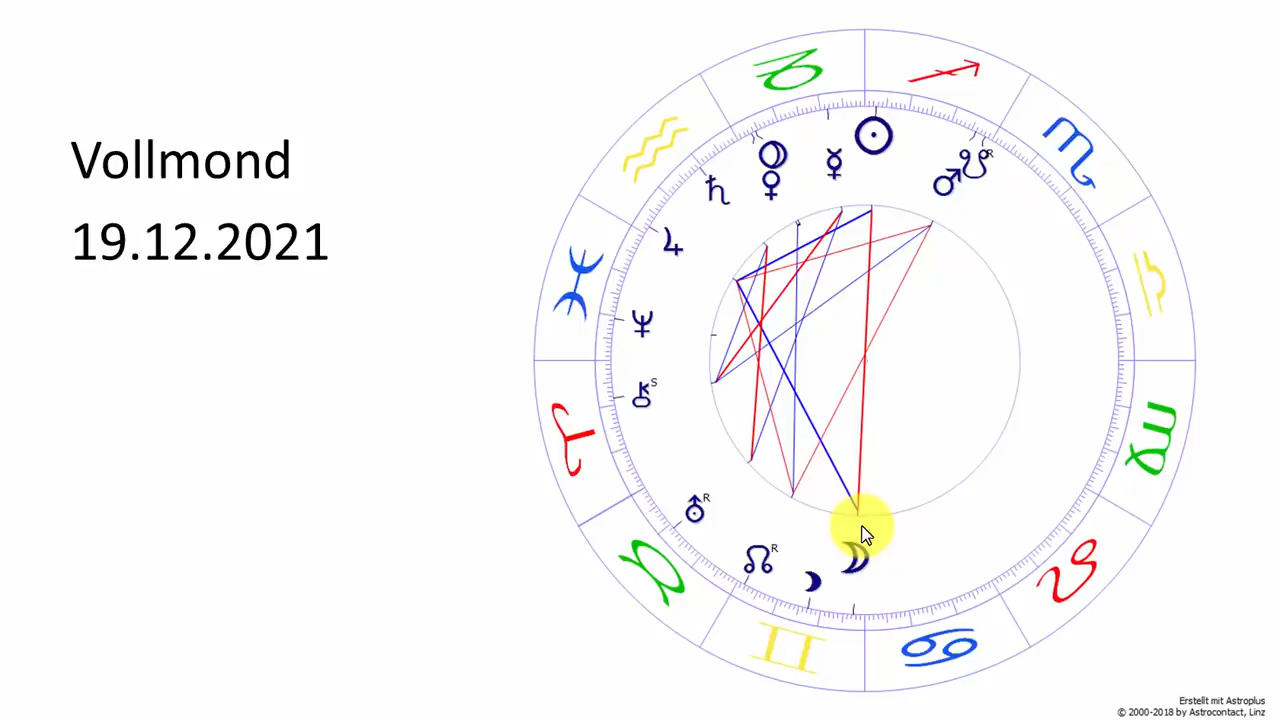 Vollmond
19.12.2021
R
S
R
R
Erstellt mit Astroplus
© 2000-2018 by Astrocontact, Linz